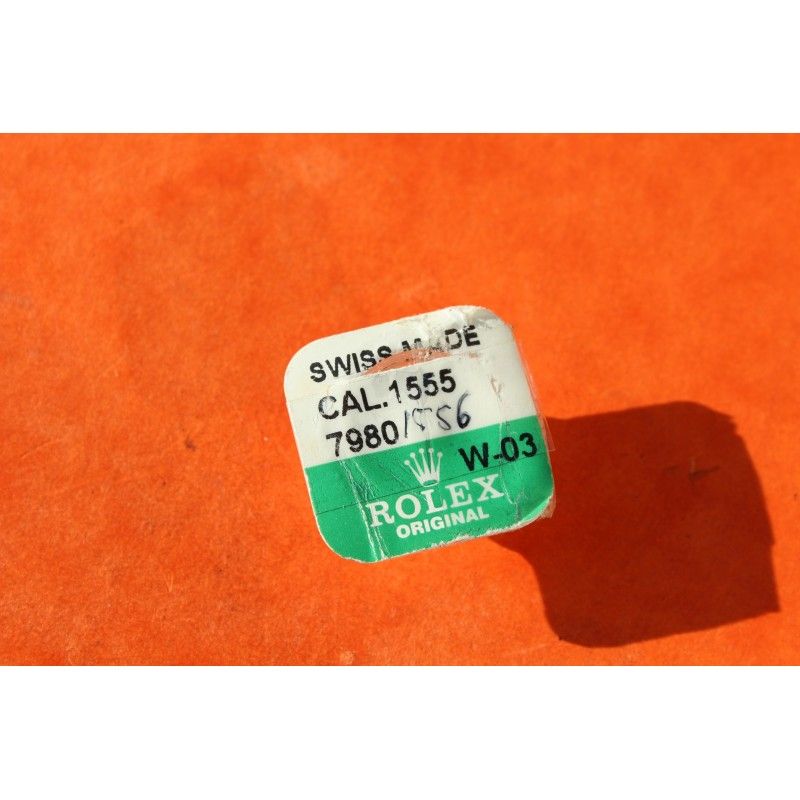 SWISS MADE
CAL.1555
7980/1556
W-03
ROLEX
ORIGINAL